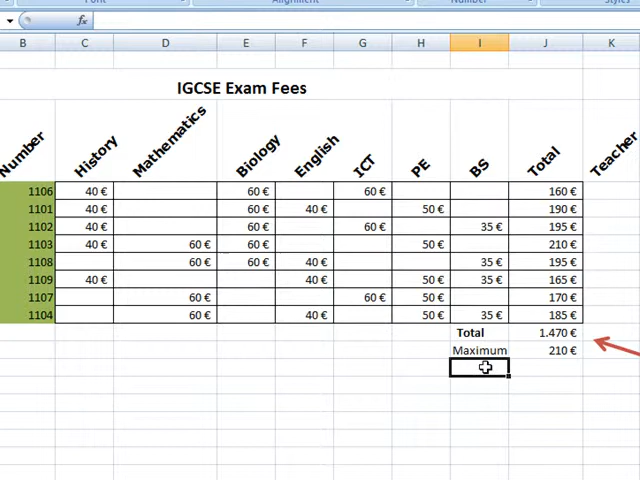 Font Alignment Number Styles
fx
B C D E F G H I J K
IGCSE Exam Fees
Number History Mathematics Biology English ICT PE BS Total Teacher
1106 40 € 60 € 60 € 160 €
1101 40 € 60 € 40 € 50 € 190 €
1102 40 € 60 € 60 € 35 € 195 €
1103 40 € 60 € 60 € 50 € 210 €
1108 60 € 60 € 40 € 35 € 195 €
1109 40 € 40 € 50 € 35 € 165 €
1107 60 € 60 € 50 € 170 €
1104 60 € 40 € 50 € 35 € 185 €
Total 1.470 €
Maximum 210 €